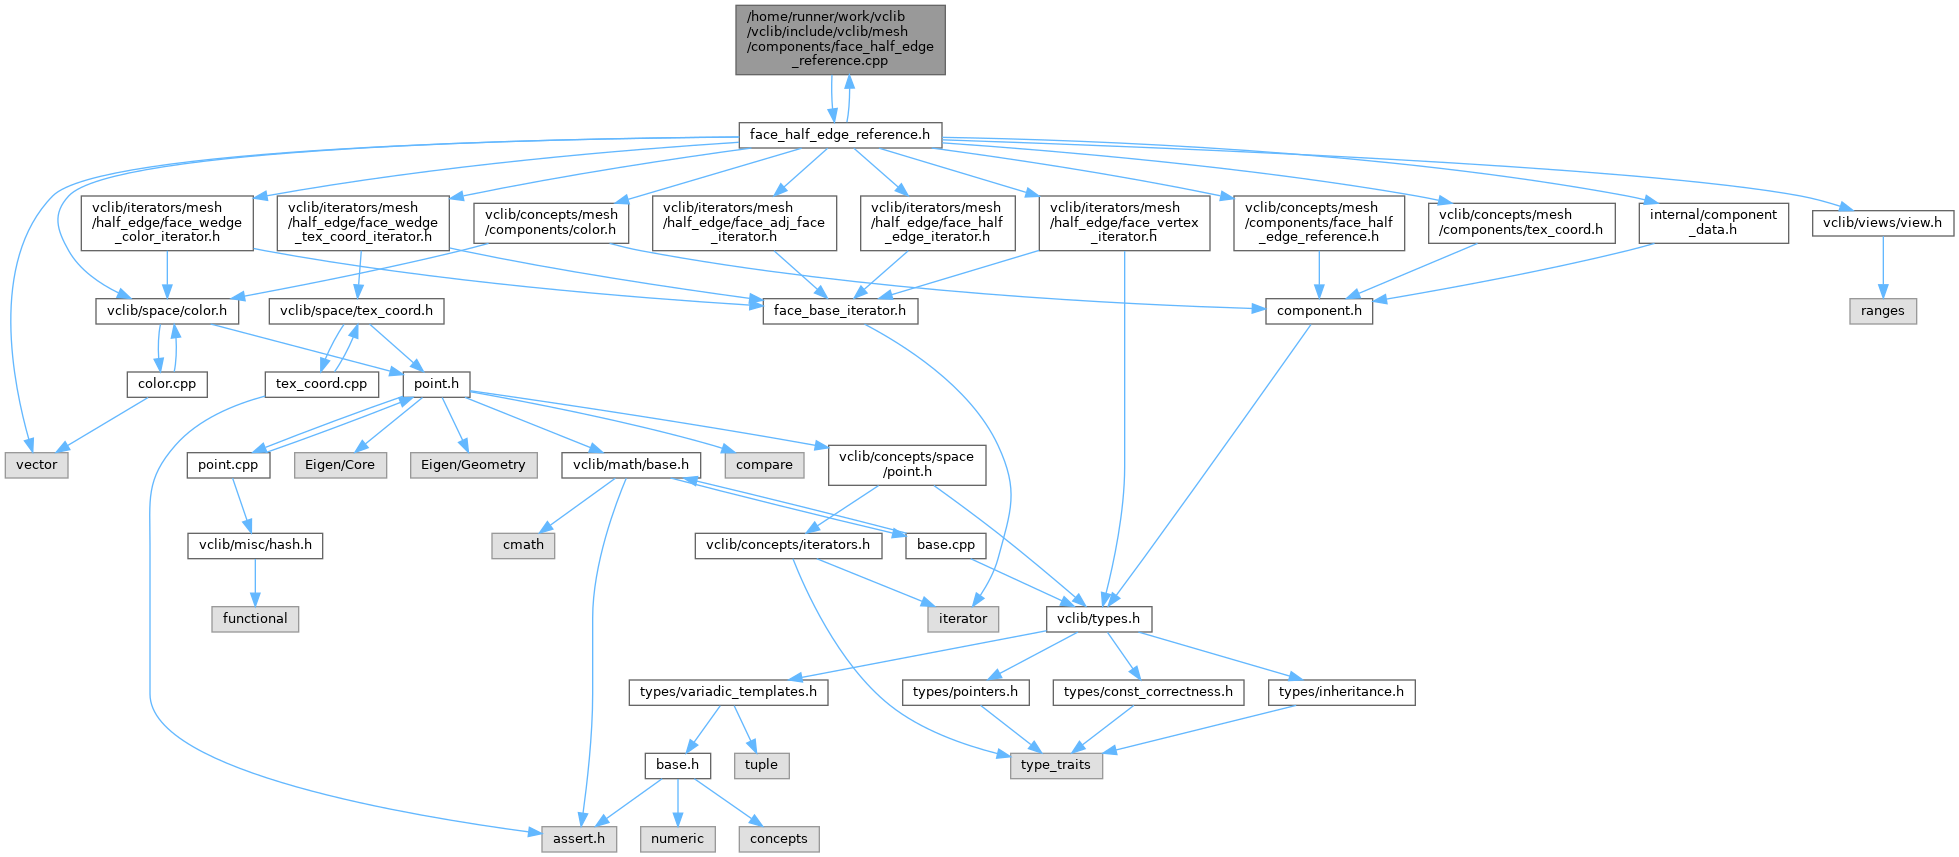 /home/runner/work/vclib
/vclib/include/vclib/mesh
/components/face_half_edge
_reference.cpp
face_half_edge_reference.h
vclib/iterators/mesh
/half_edge/face_wedge
_color_iterator.h
vclib/iterators/mesh
/half_edge/face_wedge
_tex_coord_iterator.h
vclib/concepts/mesh
/components/color.h
vclib/iterators/mesh
/half_edge/face_adj_face
_iterator.h
vclib/iterators/mesh
/half_edge/face_half
_edge_iterator.h
vclib/iterators/mesh
/half_edge/face_vertex
_iterator.h
vclib/concepts/mesh
/components/face_half
_edge_reference.h
vclib/concepts/mesh
/components/tex_coord.h
internal/component
_data.h
vclib/views/view.h
vclib/space/color.h
vclib/space/tex_coord.h
face_base_iterator.h
component.h
ranges
color.cpp
tex_coord.cpp
point.h
vector
point.cpp
Eigen/Core
Eigen/Geometry
vclib/math/base.h
compare
vclib/concepts/space
/point.h
vclib/misc/hash.h
cmath
vclib/concepts/iterators.h
base.cpp
functional
iterator
vclib/types.h
types/variadic_templates.h
types/pointers.h
types/const_correctness.h
types/inheritance.h
base.h
tuple
type_traits
assert.h
numeric
concepts